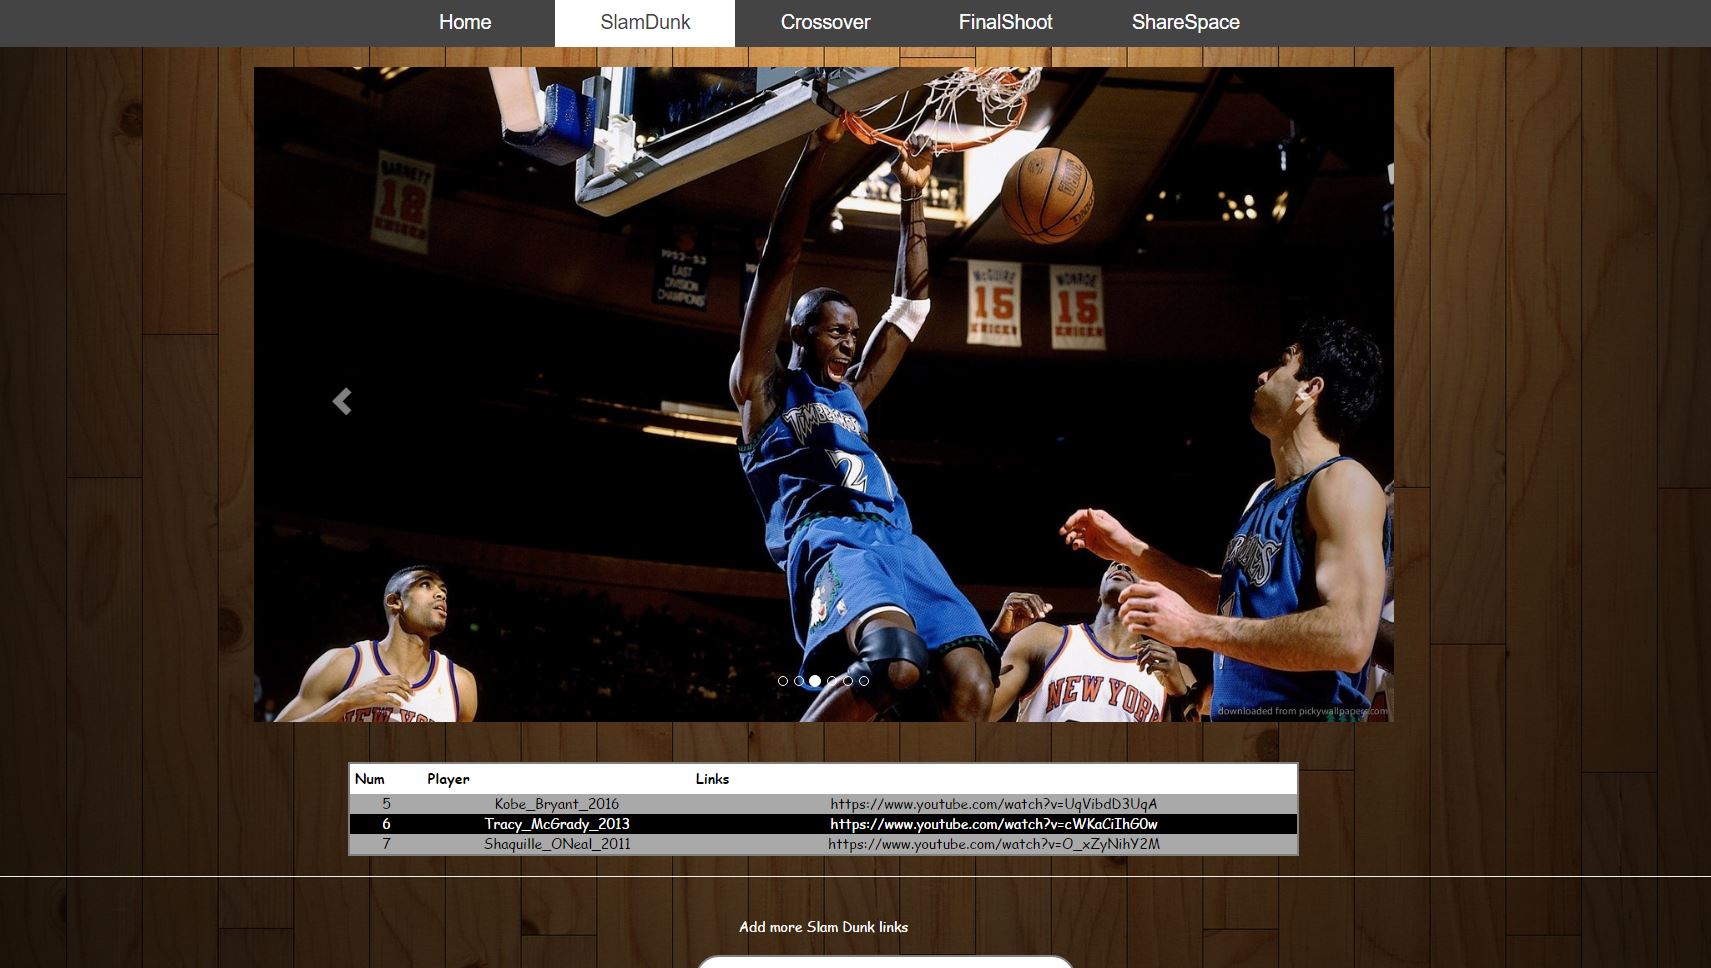 Home SlamDunk Crossover FinalShoot ShareSpace
BARNETT
12
KNICKS
1992-93
EAST
DIVISION
CHAMPIONS
McGUIRE
15
KNICKS
MONROE
15
KNICKS
TIMBERWOLVES
21
NEW YORK
NEW YORK
downloaded from pickywallpapers.com
Num Player Links
5 Kobe_Bryant_2016 https://www.youtube.com/watch?v=UqVibdD3UqA
6 Tracy_McGrady_2013 https://www.youtube.com/watch?v=cWKaCiIhG0w
7 Shaquille_ONeal_2011 https://www.youtube.com/watch?v=O_xZyNihY2M
Add more Slam Dunk links